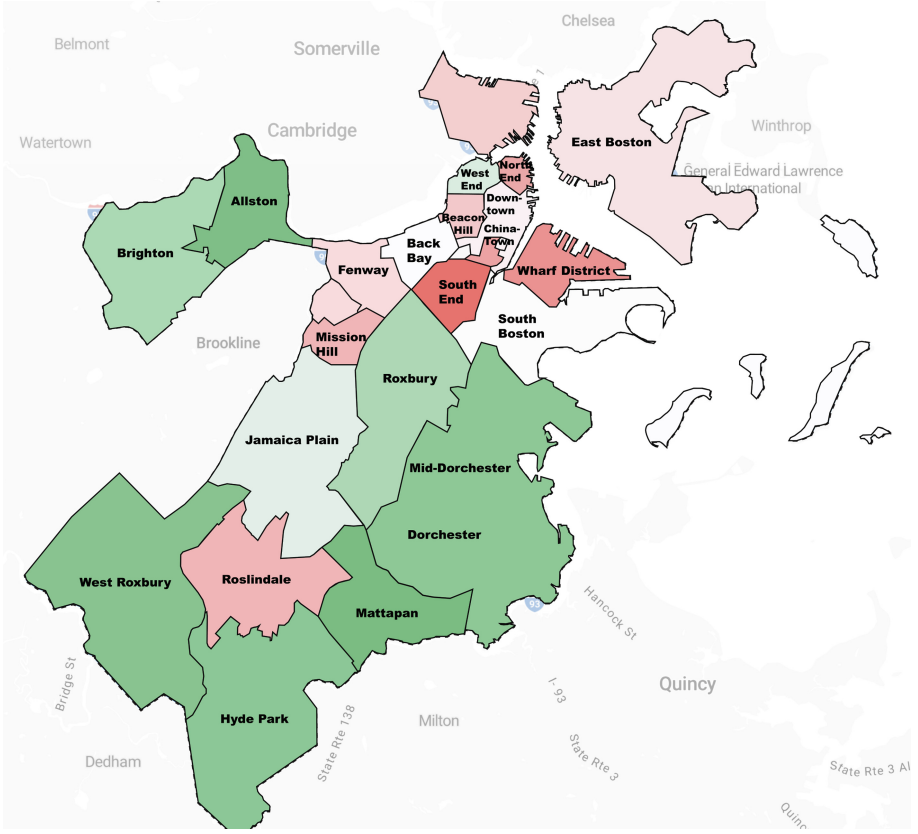 Chelsea
Belmont
Somerville
Cambridge
Watertown
Winthrop
East Boston
General Edward Lawrence
International
North
End
West
End
Allston
Down-
town
Beacon
Hill
China-
Town
Back
Bay
Brighton
Fenway
Wharf District
South
End
South
Boston
Brookline
Mission
Hill
Roxbury
Jamaica Plain
Mid-Dorchester
Dorchester
West Roxbury
Roslindale
Mattapan
93
Hancock St
Bridge St
Quincy
I- 93
Hyde Park
Milton
State Rte 138
Dedham
State Rte 3
State Rte 3 Al
Quinc